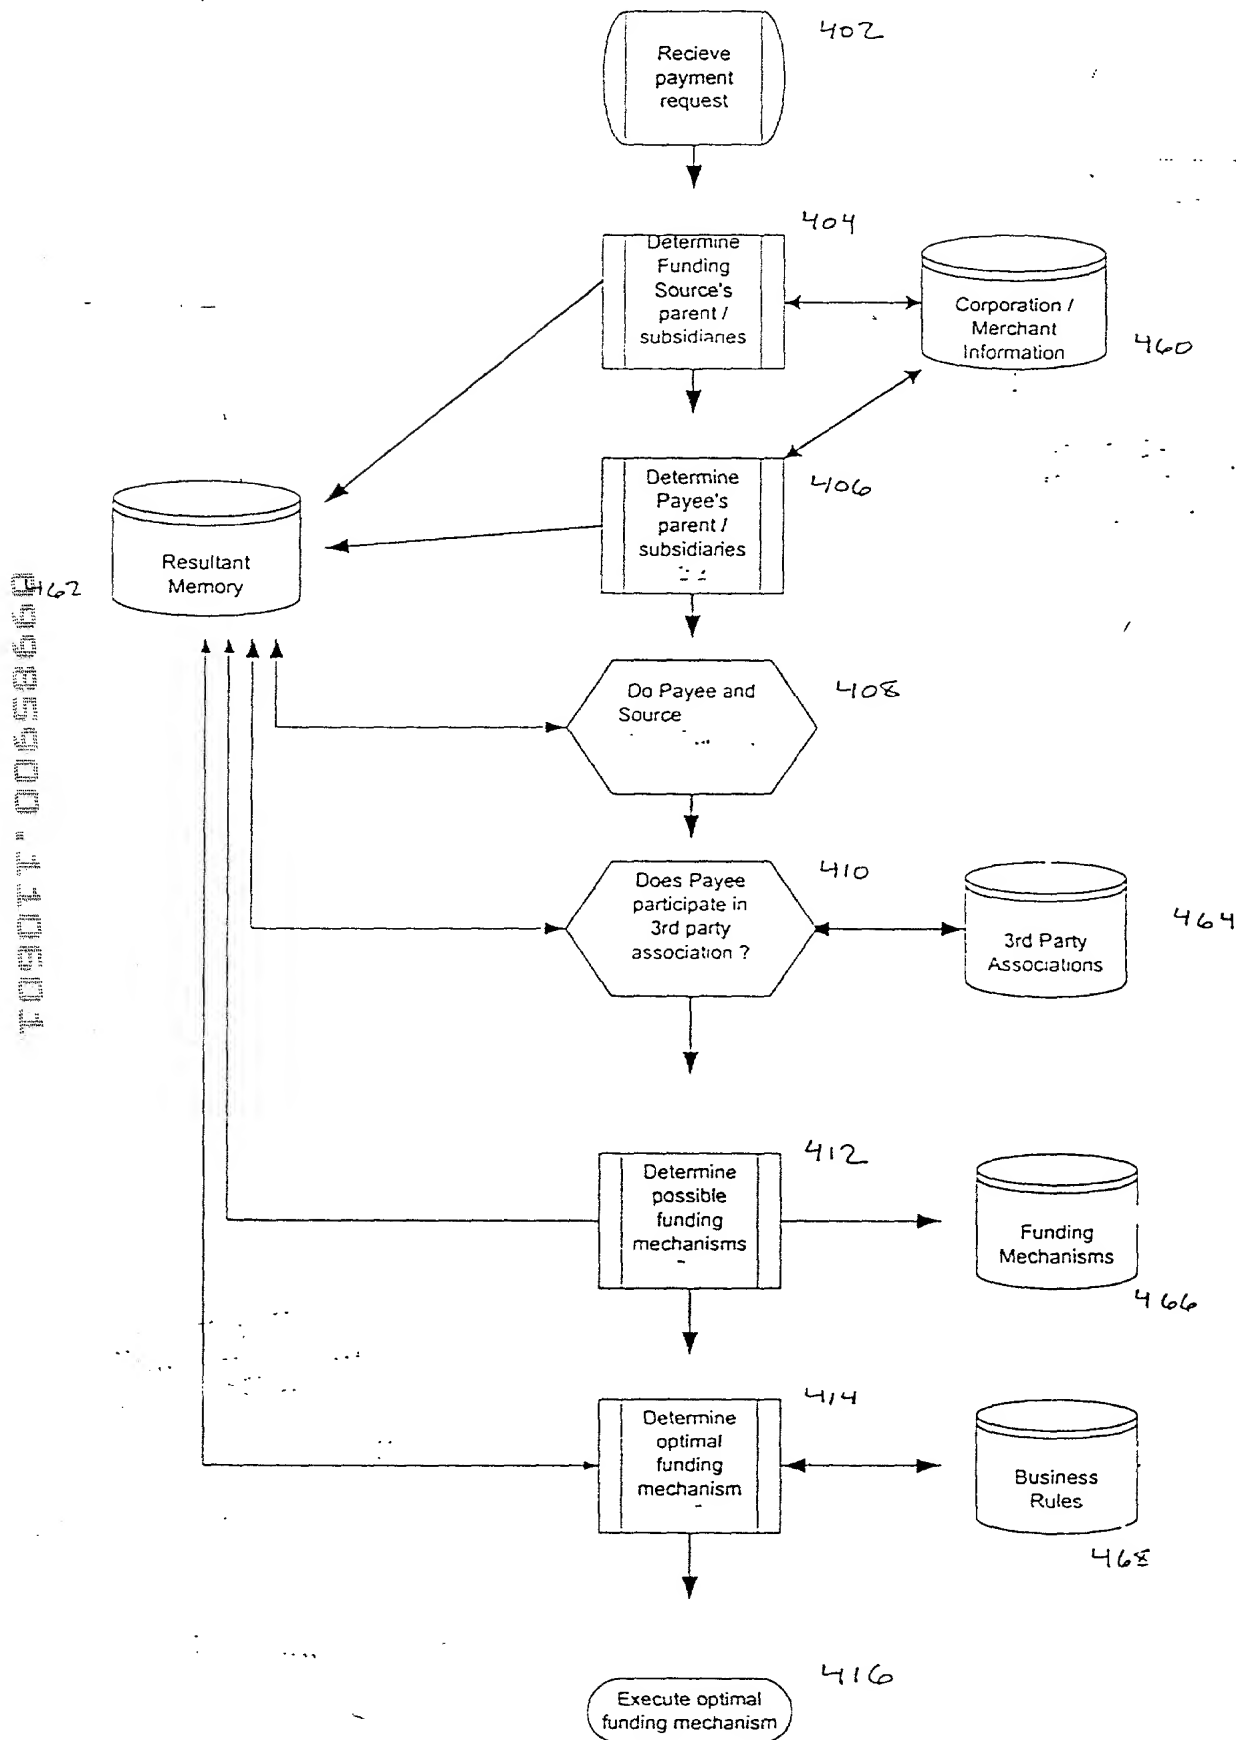 402
Recieve
payment
request
404
Determine
Funding
Source's
parent /
subsidiaries
Corporation /
Merchant
Information
460
406
Determine
Payee's
parent /
subsidiaries
Resultant
Memory
462
408
Do Payee and
Source
410
Does Payee
participate in
3rd party
association ?
464
3rd Party
Associations
412
Determine
possible
funding
mechanisms
Funding
Mechanisms
466
414
Determine
optimal
funding
mechanism
Business
Rules
468
416
Execute optimal
funding mechanism